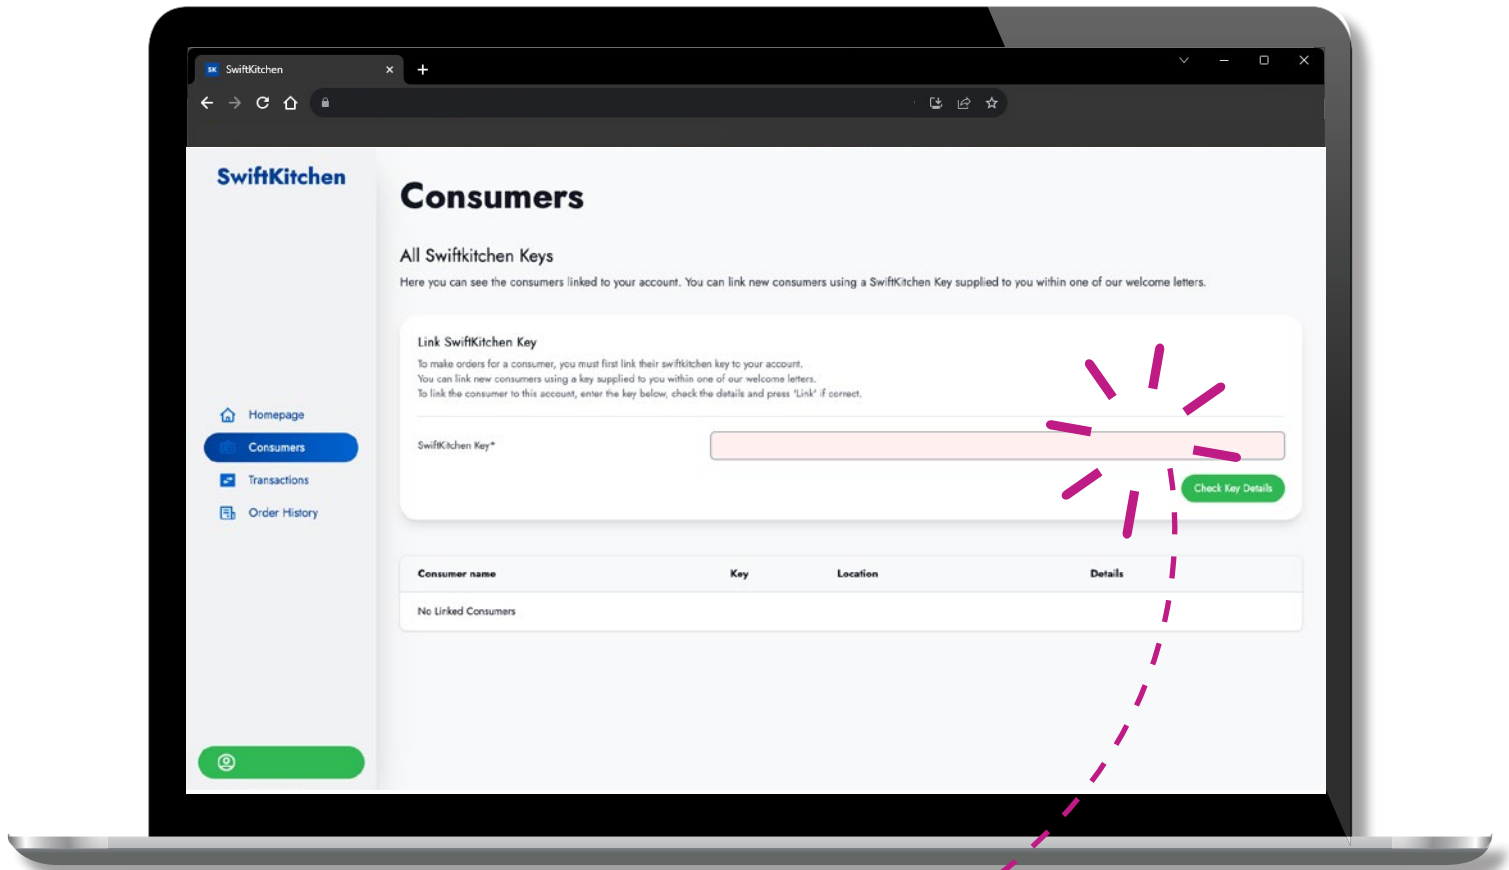 SK SwiftKitchen
SwiftKitchen
Consumers
All Swiftkitchen Keys
Here you can see the consumers linked to your account. You can link new consumers using a SwiftKitchen Key supplied to you within one of our welcome letters.
Link SwiftKitchen Key
To make orders for a consumer, you must first link their swiftkitchen key to your account.
You can link new consumers using a key supplied to you within one of our welcome letters.
To link the consumer to this account, enter the key below, check the details and press 'Link' if correct.
Homepage
Consumers
Transactions
Order History
SwiftKitchen Key*
Check Key Details
Consumer name Key Location Details
No Linked Consumers